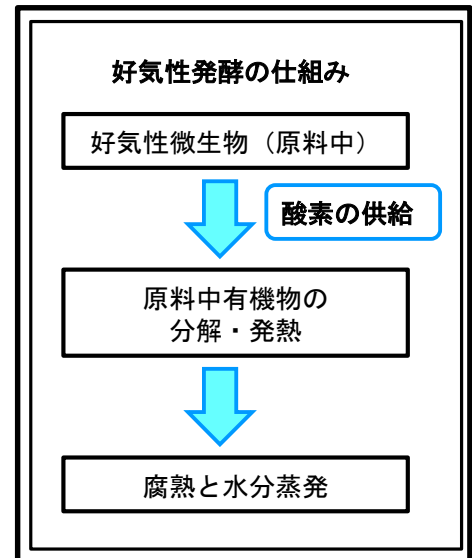 好気性発酵の仕組み
好気性微生物（原料中）
酸素の供給
原料中有機物の
分解・発熱
腐熟と水分蒸発